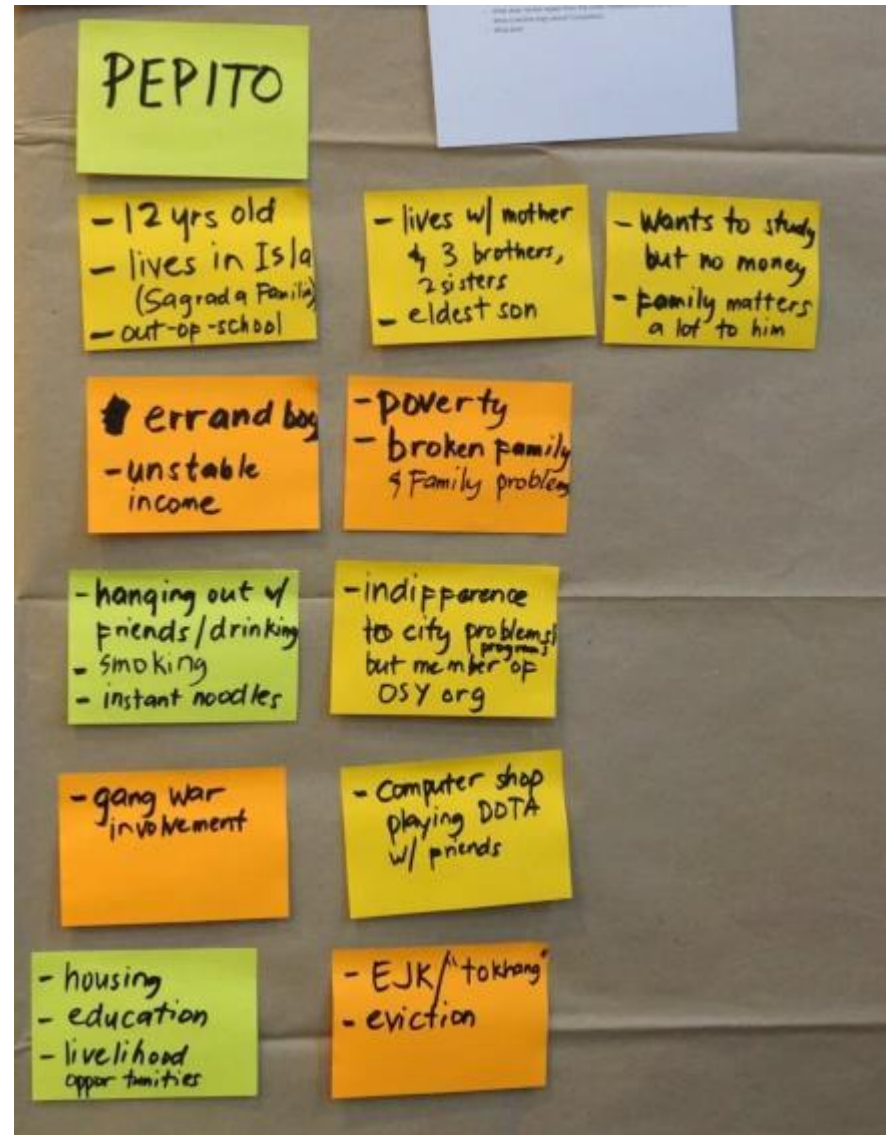 PEPITO
- 12 yrs old
- lives in Isla
(Sagrada Familia)
- out-of-school
- lives w/ mother
& 3 brothers,
2 sisters
- eldest son
- Wants to study
but no money
- Family matters
a lot to him
errand boy
- unstable
income
- poverty
- broken family
& Family problems
- hanging out w/
friends/drinking
- smoking
- instant noodles
- indifference
to city problems/
programs
but member of
OSY org
- gang war
involvement
- Computer shop
playing DOTA
w/ friends
- housing
- education
- livelihood
opportunities
- EJK/"tokhang"
- eviction